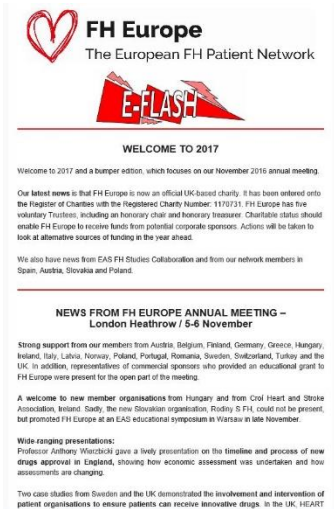 FH Europe
The European FH Patient Network
E-FLASH
WELCOME TO 2017
Welcome to 2017 and a bumper edition, which focuses on our November 2016 annual meeting.
Our latest news is that FH Europe is now an official UK-based charity. It has been entered onto
the Register of Charities with the Registered Charity Number: 1170731. FH Europe has five
voluntary Trustees, including an honorary chair and honorary treasurer. Charitable status should
enable FH Europe to receive funds from potential corporate sponsors. Actions will be taken to
look at alternative sources of funding in the year ahead.
We also have news from EAS FH Studies Collaboration and from our network members in
Spain, Austria, Slovakia and Poland.
NEWS FROM FH EUROPE ANNUAL MEETING –
London Heathrow / 5-6 November
Strong support from our members from Austria, Belgium, Finland, Germany, Greece, Hungary,
Ireland, Italy, Latvia, Norway, Poland, Portugal, Romania, Sweden, Switzerland, Turkey and the
UK. In addition, representatives of commercial sponsors who provided an educational grant to
FH Europe were present for the open part of the meeting.
A welcome to new member organisations from Hungary and from Croí Heart and Stroke
Association, Ireland. Sadly, the new Slovakian organisation, Rodiny S FH, could not be present,
but promoted FH Europe at an EAS educational symposium in Warsaw in late November.
Wide-ranging presentations:
Professor Anthony Wierzbicki gave a lively presentation on the timeline and process of new
drugs approval in England, showing how economic assessment was undertaken and how
assessments are changing.
Two case studies from Sweden and the UK demonstrated the involvement and intervention of
patient organisations to ensure patients can receive innovative drugs. In the UK, HEART